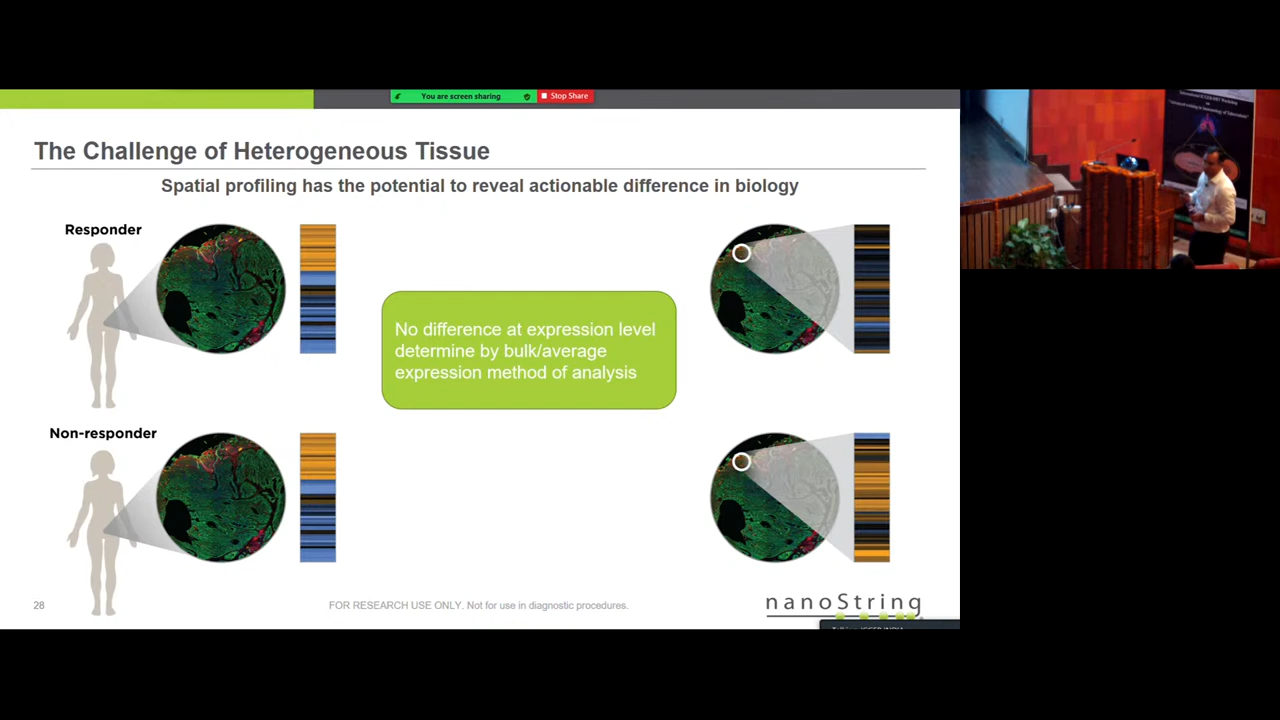 You are screen sharing
Stop Share
The Challenge of Heterogeneous Tissue
Spatial profiling has the potential to reveal actionable difference in biology
Responder
No difference at expression level
determine by bulk/average
expression method of analysis
Non-responder
28
FOR RESEARCH USE ONLY. Not for use in diagnostic procedures.
nanoString